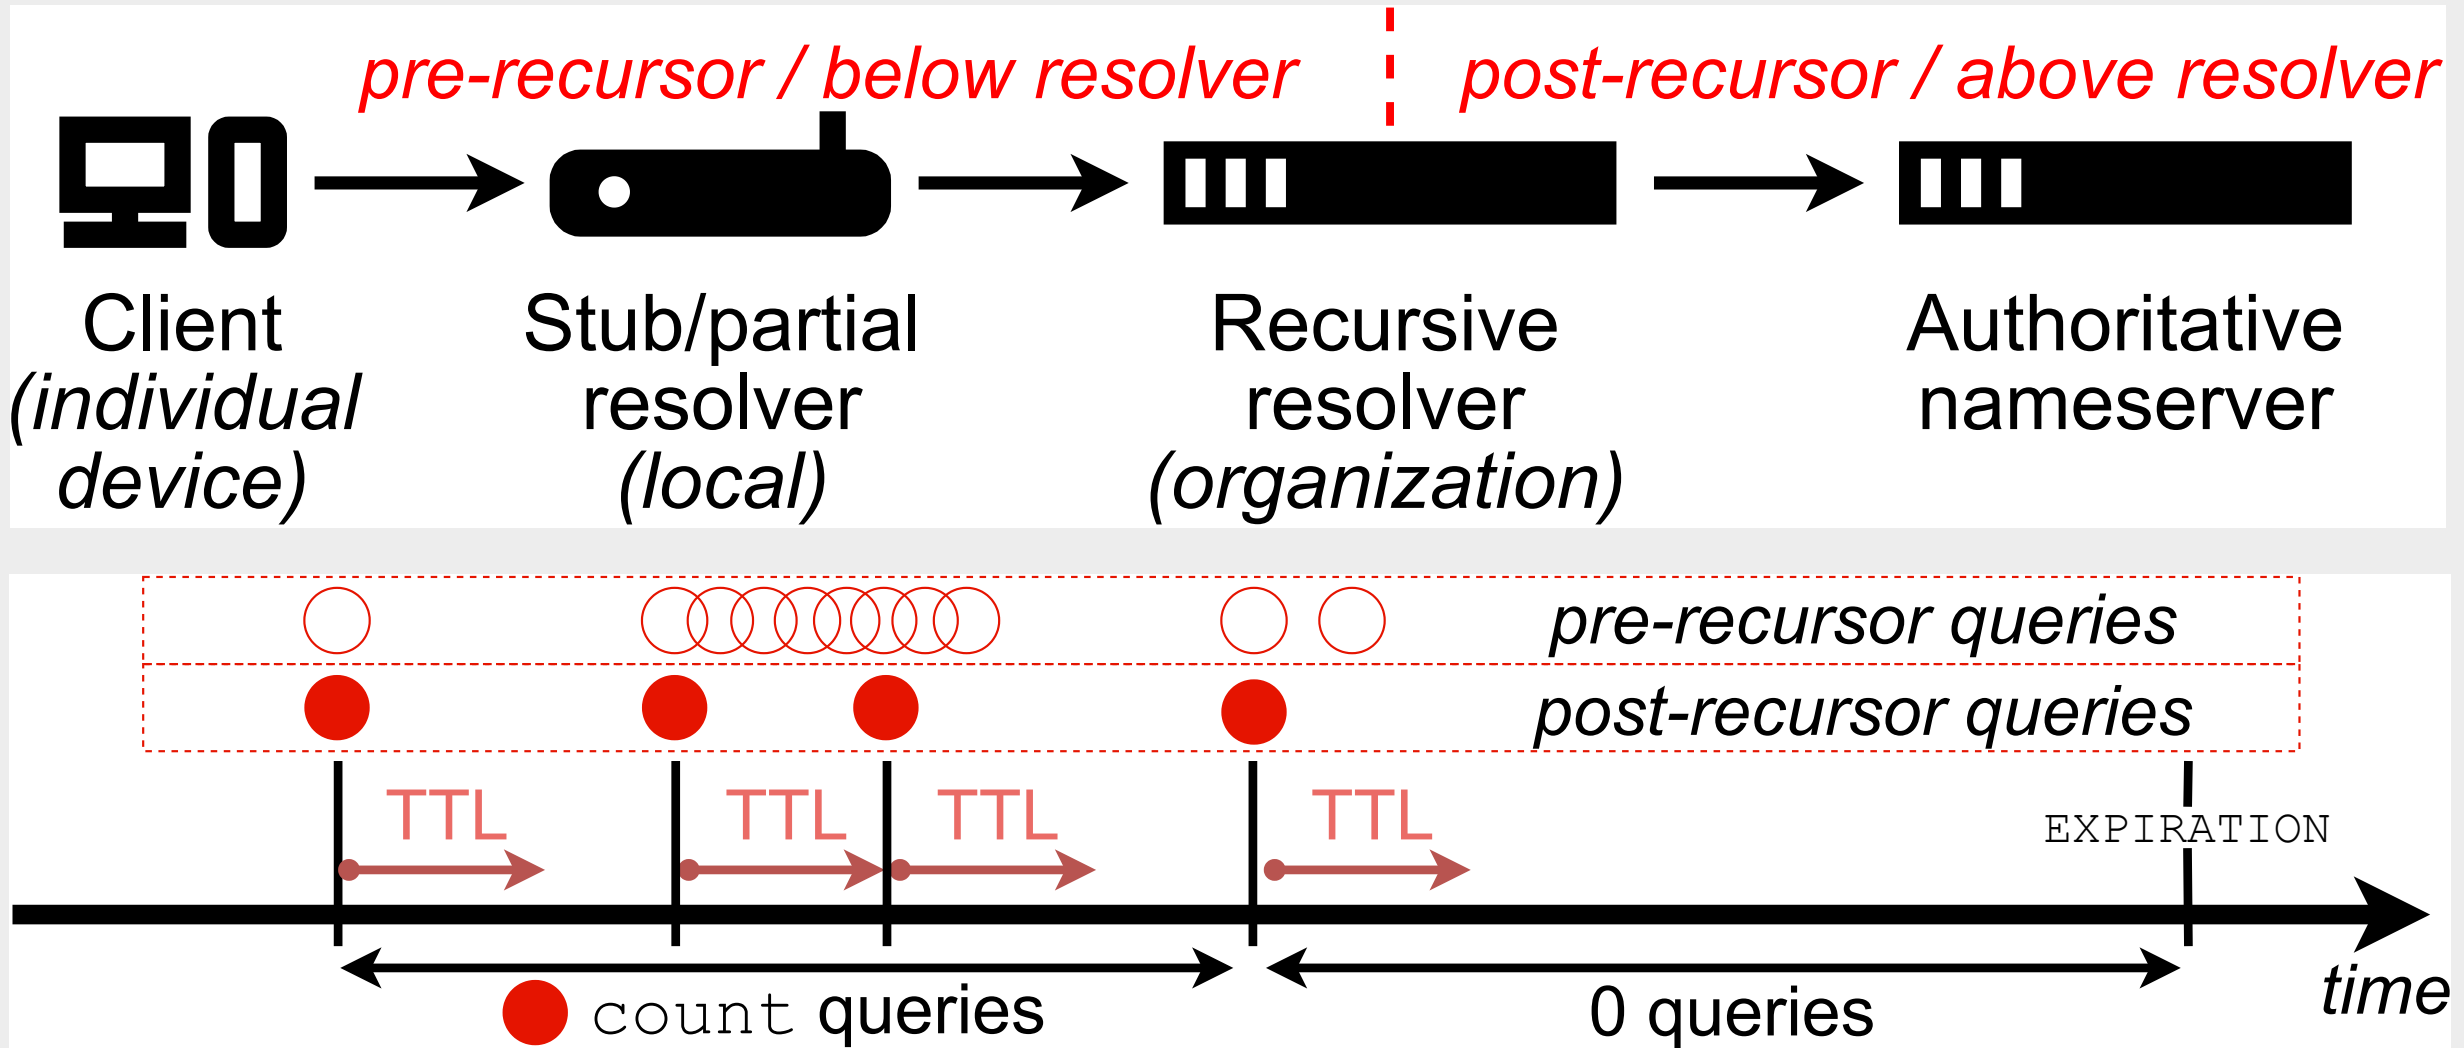 pre-recursor / below resolver
post-recursor / above resolver
Client
(individual
device)
Stub/partial
resolver
(local)
Recursive
resolver
(organization)
Authoritative
nameserver
pre-recursor queries
post-recursor queries
TTL
TTL
TTL
TTL
EXPIRATION
time
count queries
0 queries